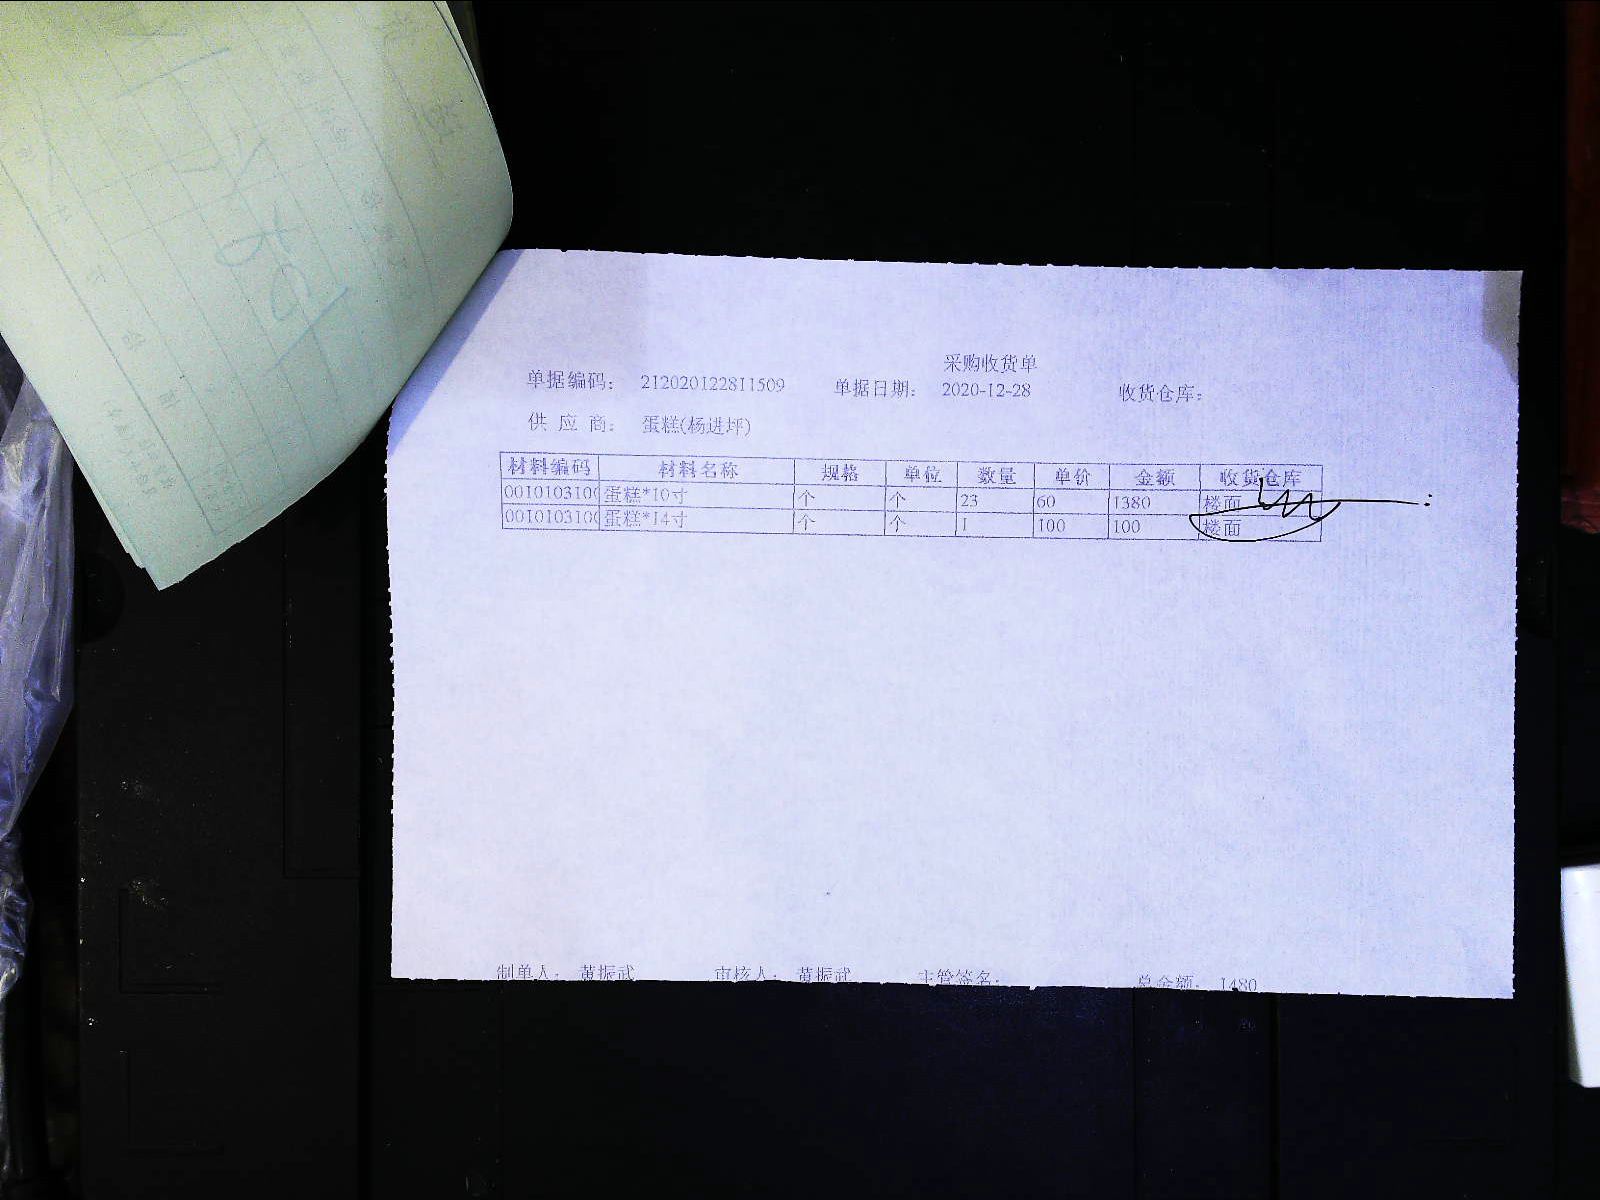 采购收货单
单据编码： 212020122811509 单据日期： 2020-12-28 收货仓库：
供 应 商： 蛋糕(杨进坪)
材料编码 材料名称 规格 单位 数量 单价 金额 收货仓库
0010103100 蛋糕*10寸 个 个 23 60 1380 楼面
0010103100 蛋糕*14寸 个 个 1 100 100 楼面
制单人： 黄振武 审核人： 黄振武 主管签名： 总金额： 1480